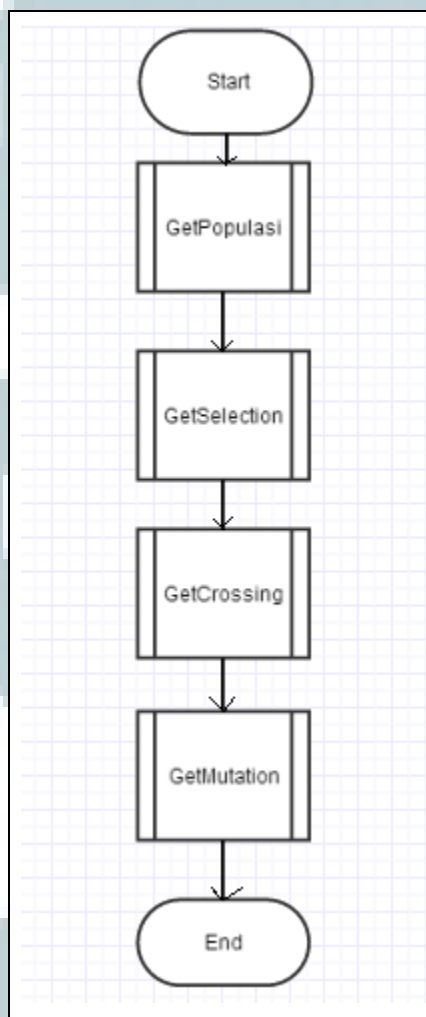 Start
GetPopulasi
GetSelection
GetCrossing
GetMutation
End